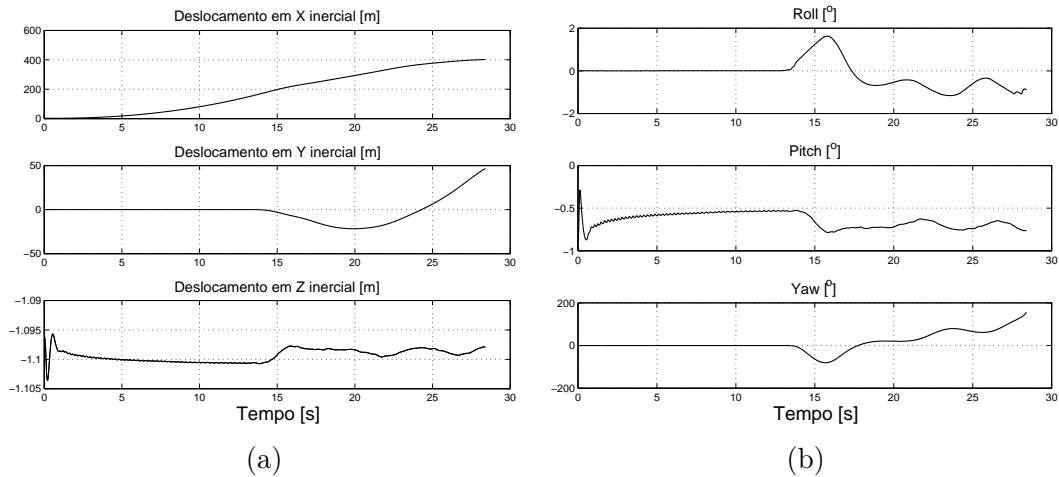 Deslocamento em X inercial [m]
600
400
200
0
0 5 10 15 20 25 30
Deslocamento em Y inercial [m]
50
0
−50
0 5 10 15 20 25 30
Deslocamento em Z inercial [m]
−1.09
−1.095
−1.1
−1.105
0 5 10 15 20 25 30
Tempo [s]
(a)
Roll [º]
2
0
−2
0 5 10 15 20 25 30
Pitch [º]
0
−0.5
−1
0 5 10 15 20 25 30
Yaw [º]
200
0
−200
0 5 10 15 20 25 30
Tempo [s]
(b)